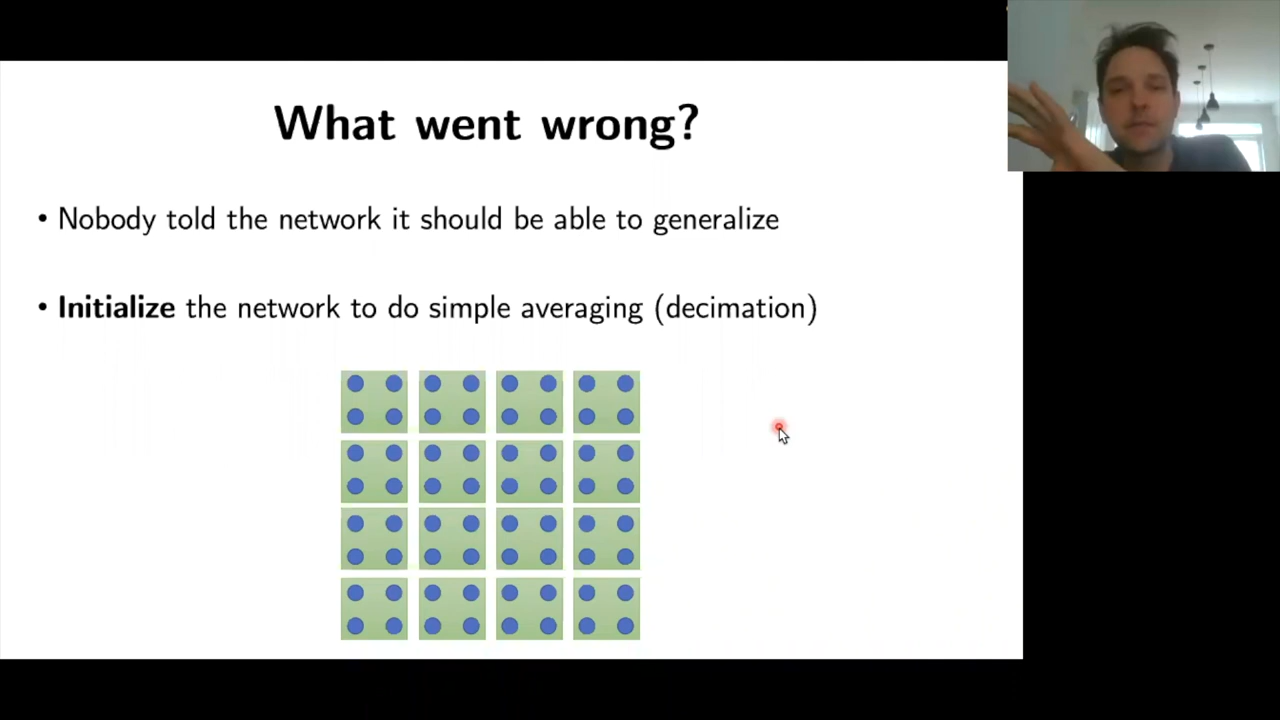 What went wrong?
• Nobody told the network it should be able to generalize
• Initialize the network to do simple averaging (decimation)